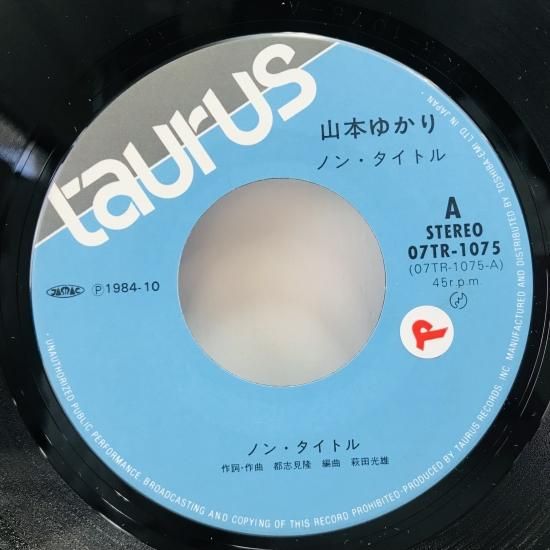 taurus
山本ゆかり
ノン・タイトル
A
STEREO
07TR-1075
(07TR-1075-A)
45r.p.m.
JASRAC
Ⓟ1984·10
ノン・タイトル
作詞・作曲 都志見隆 編曲 萩田光雄
· UNAUTHORIZED PUBLIC PERFORMANCE BROADCASTING AND COPYING OF THIS RECORD PROHIBITED · PRODUCED BY TAURUS RECORDS INC. MANUFACTURED AND DISTRIBUTED BY TOSHIBA-EMI LTD IN JAPAN ·